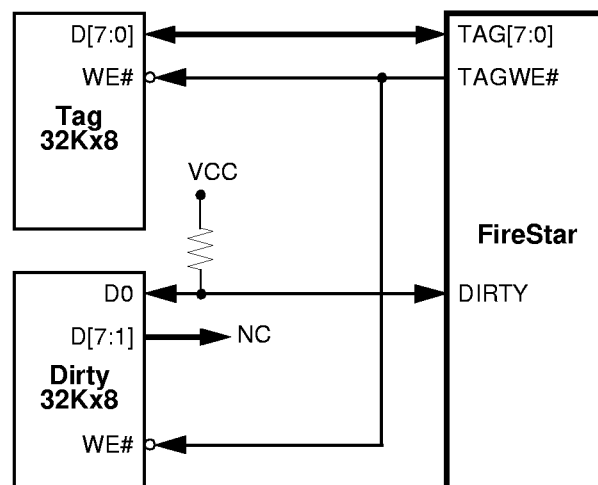 D[7:0]
TAG[7:0]
WE#
TAGWE#
Tag
32Kx8
VCC
FireStar
D0
DIRTY
D[7:1]
NC
Dirty
32Kx8
WE#